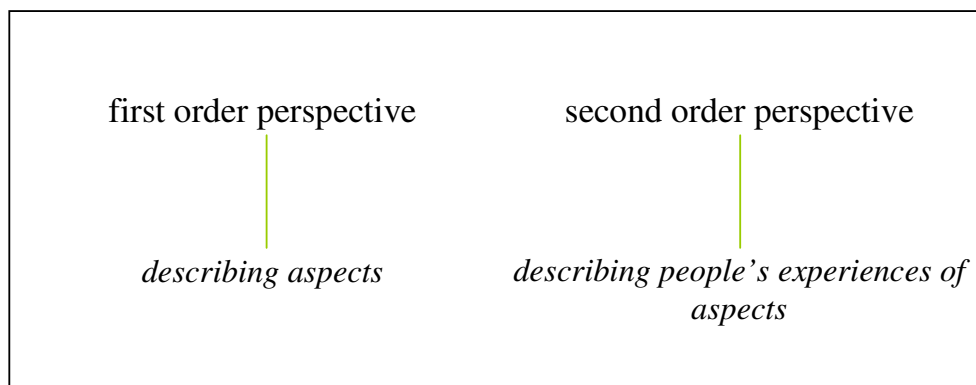 first order perspective
second order perspective
describing aspects
describing people’s experiences of
aspects